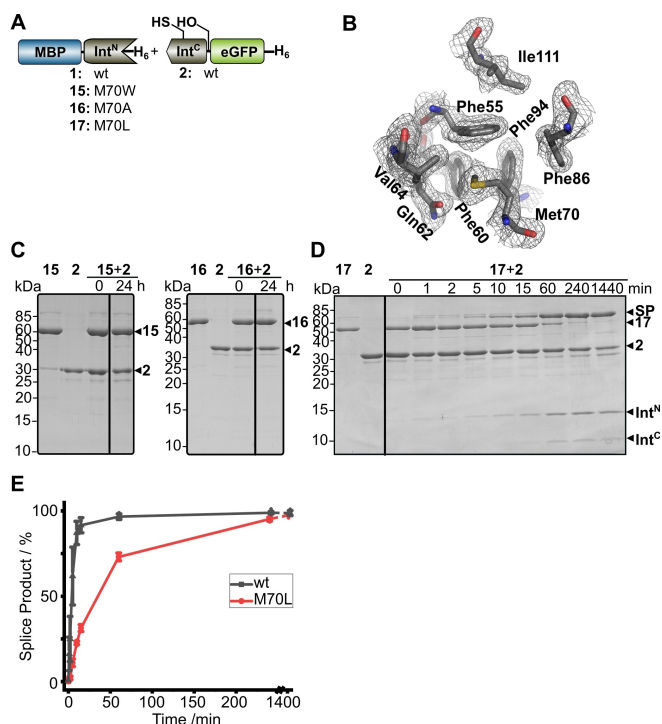 A
HS HO
MBP Int^N H₆ + Int^C eGFP H₆
1: wt 2: wt
15: M70W
16: M70A
17: M70L
B
Ile111
Phe55
Phe94
Phe86
Val64
Gln62
Phe60
Met70
C
15 2 15+2
kDa 0 24 h
85
60
50
40
30
25
20
15
10
15
2
16 2 16+2
kDa 0 24 h
85
60
50
40
30
25
20
15
10
16
2
D
17 2 17+2
kDa 0 1 2 5 10 15 60 240 1440 min
85
60
50
40
30
25
20
15
10
SP
17
2
Int^N
Int^C
E
Splice Product / %
100
50
0
wt
M70L
0 50 100 150 200 1400
Time /min